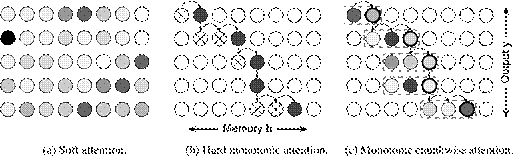 Output y
Memory h
(a) Soft attention.
(b) Hard monotonic attention.
(c) Monotonic chunkwise attention.